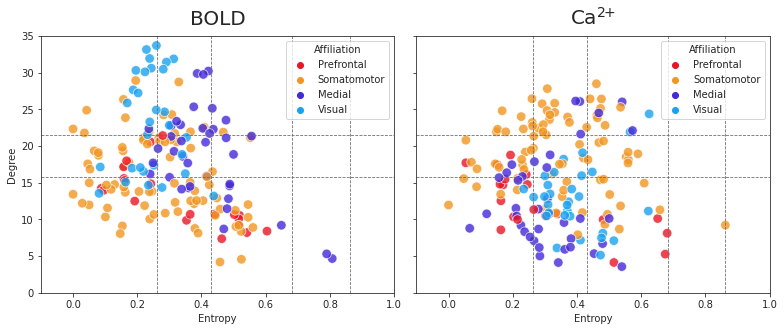 BOLD
Ca2+
35
30
25
20
15
10
5
0
Degree
0.0 0.2 0.4 0.6 0.8 1.0
Entropy
Affiliation
Prefrontal
Somatomotor
Medial
Visual
0.0 0.2 0.4 0.6 0.8 1.0
Entropy
Affiliation
Prefrontal
Somatomotor
Medial
Visual